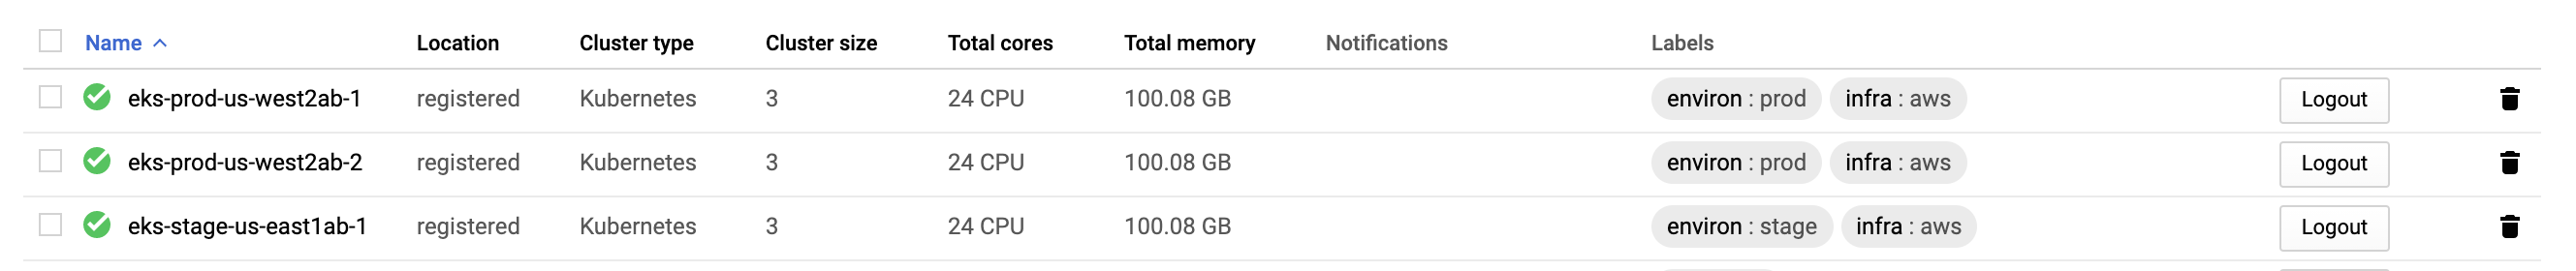 Name Location Cluster type Cluster size Total cores Total memory Notifications Labels
eks-prod-us-west2ab-1 registered Kubernetes 3 24 CPU 100.08 GB environ : prod infra : aws Logout
eks-prod-us-west2ab-2 registered Kubernetes 3 24 CPU 100.08 GB environ : prod infra : aws Logout
eks-stage-us-east1ab-1 registered Kubernetes 3 24 CPU 100.08 GB environ : stage infra : aws Logout